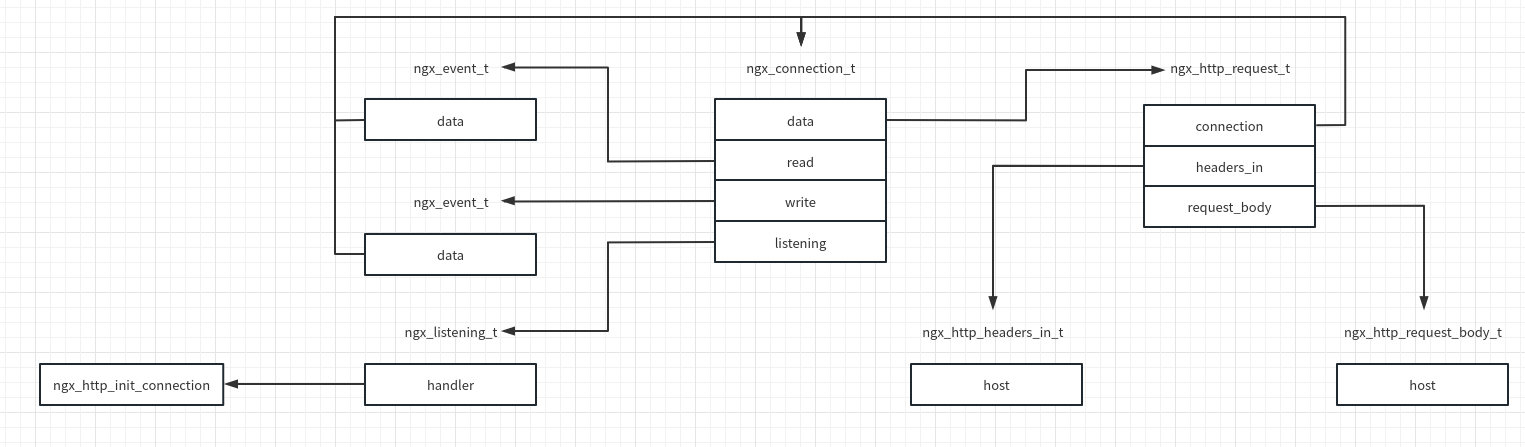 ngx_event_t
ngx_connection_t
ngx_http_request_t
data
data
connection
read
headers_in
ngx_event_t
write
request_body
data
listening
ngx_listening_t
ngx_http_headers_in_t
ngx_http_request_body_t
ngx_http_init_connection
handler
host
host